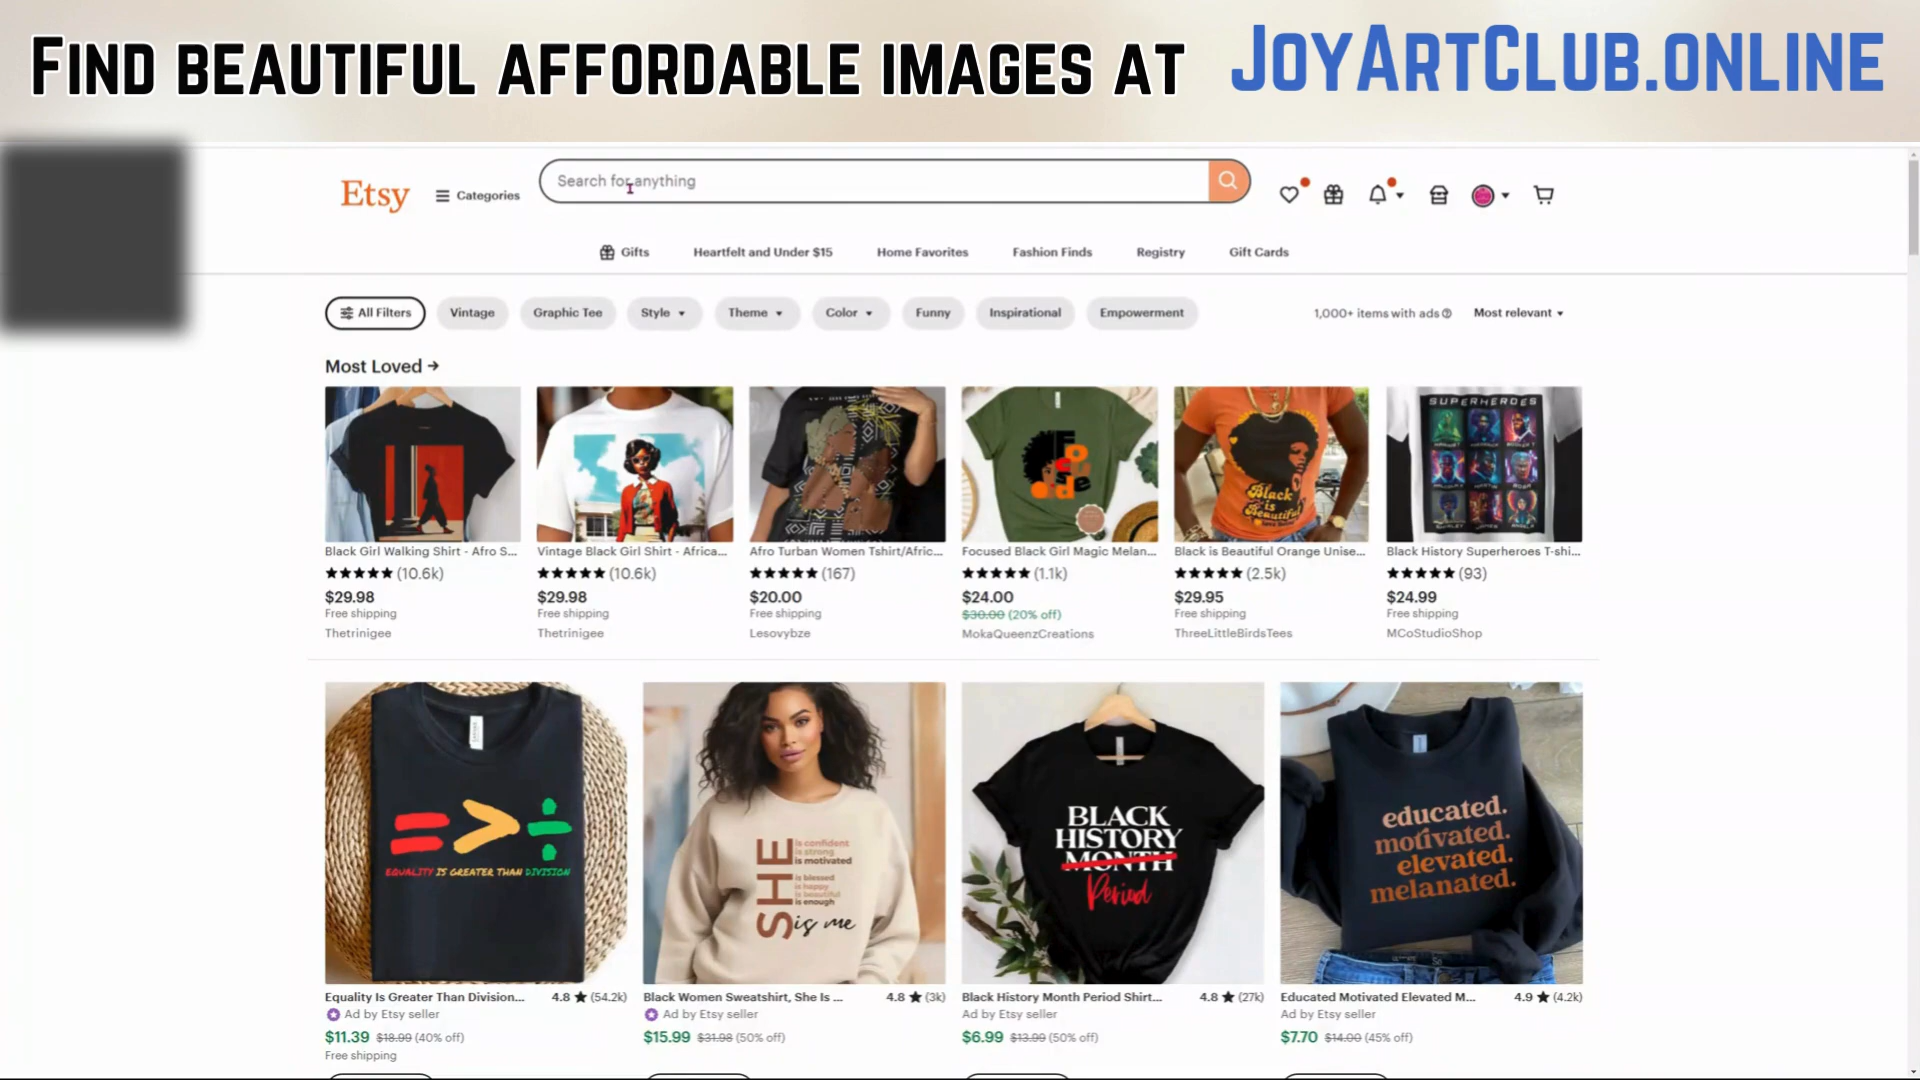 FIND BEAUTIFUL AFFORDABLE IMAGES AT JOYARTCLUB.ONLINE
Etsy
Categories
Search for anything
Gifts Heartfelt and Under $15 Home Favorites Fashion Finds Registry Gift Cards
All Filters Vintage Graphic Tee Style Theme Color Funny Inspirational Empowerment 1,000+ items with ads Most relevant
Most Loved →
SUPERHEROES
Focused
Black
is
Beautiful
Black Girl Walking Shirt - Afro S... Vintage Black Girl Shirt - Africa... Afro Turban Women Tshirt/Afric... Focused Black Girl Magic Melan... Black is Beautiful Orange Unise... Black History Superheroes T-shi...
★★★★★ (10.6k) ★★★★★ (10.6k) ★★★★★ (167) ★★★★★ (1.1k) ★★★★★ (2.5k) ★★★★★ (93)
$29.98 $29.98 $20.00 $24.00 $29.95 $24.99
Free shipping Free shipping Free shipping $30.00 (20% off) Free shipping Free shipping
Thetrinigee Thetrinigee Lesovybze MokaQueenzCreations ThreeLittleBirdsTees MCoStudioShop
EQUALITY IS GREATER THAN DIVISION
SHE
is confident
is strong
is motivated
is blessed
is happy
is beautiful
is enough
is me
BLACK
HISTORY
MONTH
Period
educated.
motivated.
elevated.
melanated.
Equality Is Greater Than Division... 4.8 ★ (54.2k) Black Women Sweatshirt, She Is ... 4.8 ★ (3k) Black History Month Period Shirt... 4.8 ★ (27k) Educated Motivated Elevated M... 4.9 ★ (4.2k)
Ad by Etsy seller Ad by Etsy seller Ad by Etsy seller Ad by Etsy seller
$11.39 $18.99 (40% off) $15.99 $31.98 (50% off) $6.99 $13.99 (50% off) $7.70 $14.00 (45% off)
Free shipping